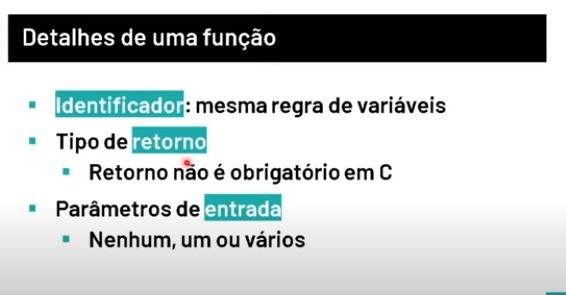 Detalhes de uma função
Identificador: mesma regra de variáveis
Tipo de retorno
Retorno não é obrigatório em C
Parâmetros de entrada
Nenhum, um ou vários